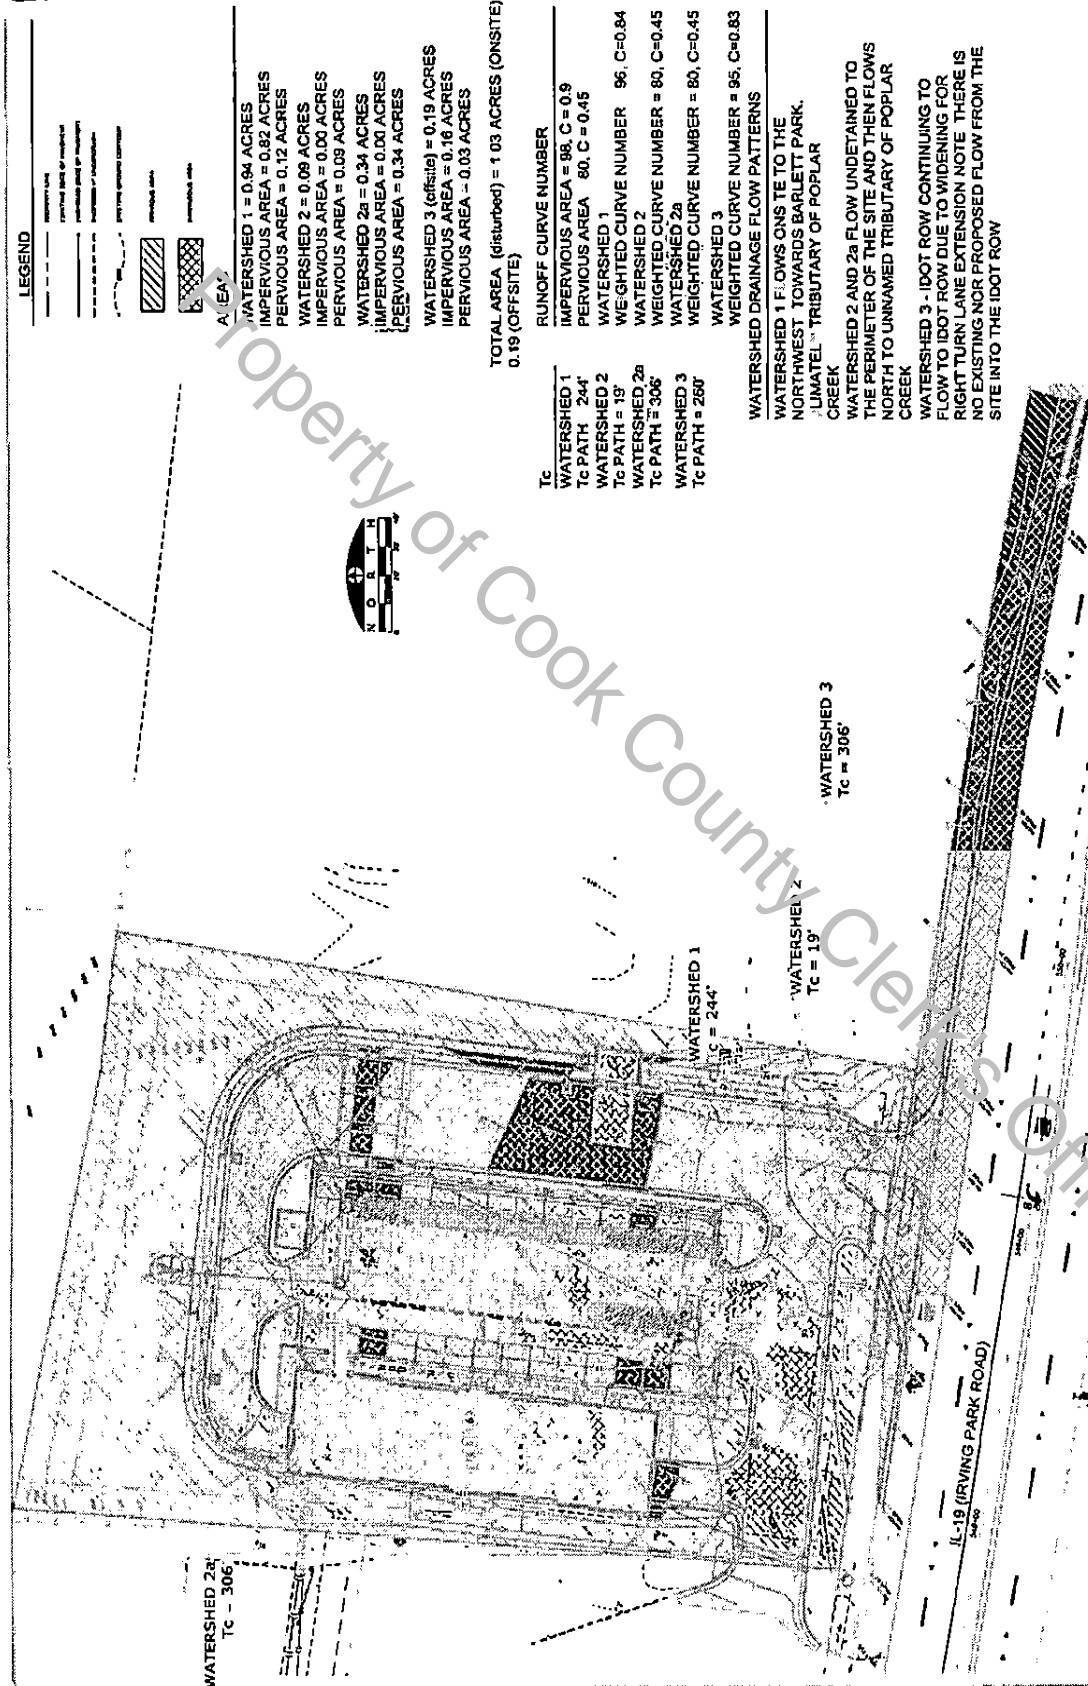 LEGEND
AREAS
WATERSHED 1 = 0.94 ACRES
IMPERVIOUS AREA = 0.82 ACRES
PERVIOUS AREA = 0.12 ACRES
WATERSHED 2 = 0.09 ACRES
IMPERVIOUS AREA = 0.00 ACRES
PERVIOUS AREA = 0.09 ACRES
WATERSHED 2a = 0.34 ACRES
IMPERVIOUS AREA = 0.00 ACRES
PERVIOUS AREA = 0.34 ACRES
WATERSHED 3 (offsite) = 0.19 ACRES
IMPERVIOUS AREA = 0.16 ACRES
PERVIOUS AREA - 0.03 ACRES
TOTAL AREA (disturbed) = 1 03 ACRES (ONSITE)
0.19 (OFFSITE)
RUNOFF CURVE NUMBER
IMPERVIOUS AREA = 98, C = 0.9
PERVIOUS AREA 80, C = 0.45
WATERSHED 1
WEIGHTED CURVE NUMBER 96, C=0.84
WATERSHED 2
WEIGHTED CURVE NUMBER = 80, C=0.45
WATERSHED 2a
WEIGHTED CURVE NUMBER = 80, C=0.45
WATERSHED 3
WEIGHTED CURVE NUMBER = 95, C=0.83
Tc
WATERSHED 1
Tc PATH 244'
WATERSHED 2
Tc PATH = 19'
WATERSHED 2a
Tc PATH = 306'
WATERSHED 3
Tc PATH = 260'
WATERSHED DRAINAGE FLOW PATTERNS
WATERSHED 1 FLOWS ONSITE TO THE
NORTHWEST TOWARDS BARLETT PARK.
TRIBUTARY OF POPLAR
CREEK
WATERSHED 2 AND 2a FLOW UNDETAINED TO
THE PERIMETER OF THE SITE AND THEN FLOWS
NORTH TO UNNAMED TRIBUTARY OF POPLAR
CREEK
WATERSHED 3 - IDOT ROW CONTINUING TO
FLOW TO IDOT ROW DUE TO WIDENING FOR
RIGHT TURN LANE EXTENSION NOTE THERE IS
NO EXISTING NOR PROPOSED FLOW FROM THE
SITE INTO THE IDOT ROW
NORTH
WATERSHED 3
Tc = 306'
WATERSHED 2
Tc = 19'
WATERSHED 1
Tc = 244'
WATERSHED 2a
Tc - 306'
IL-19 (IRVING PARK ROAD)
Property of Cook County Clerk's Off